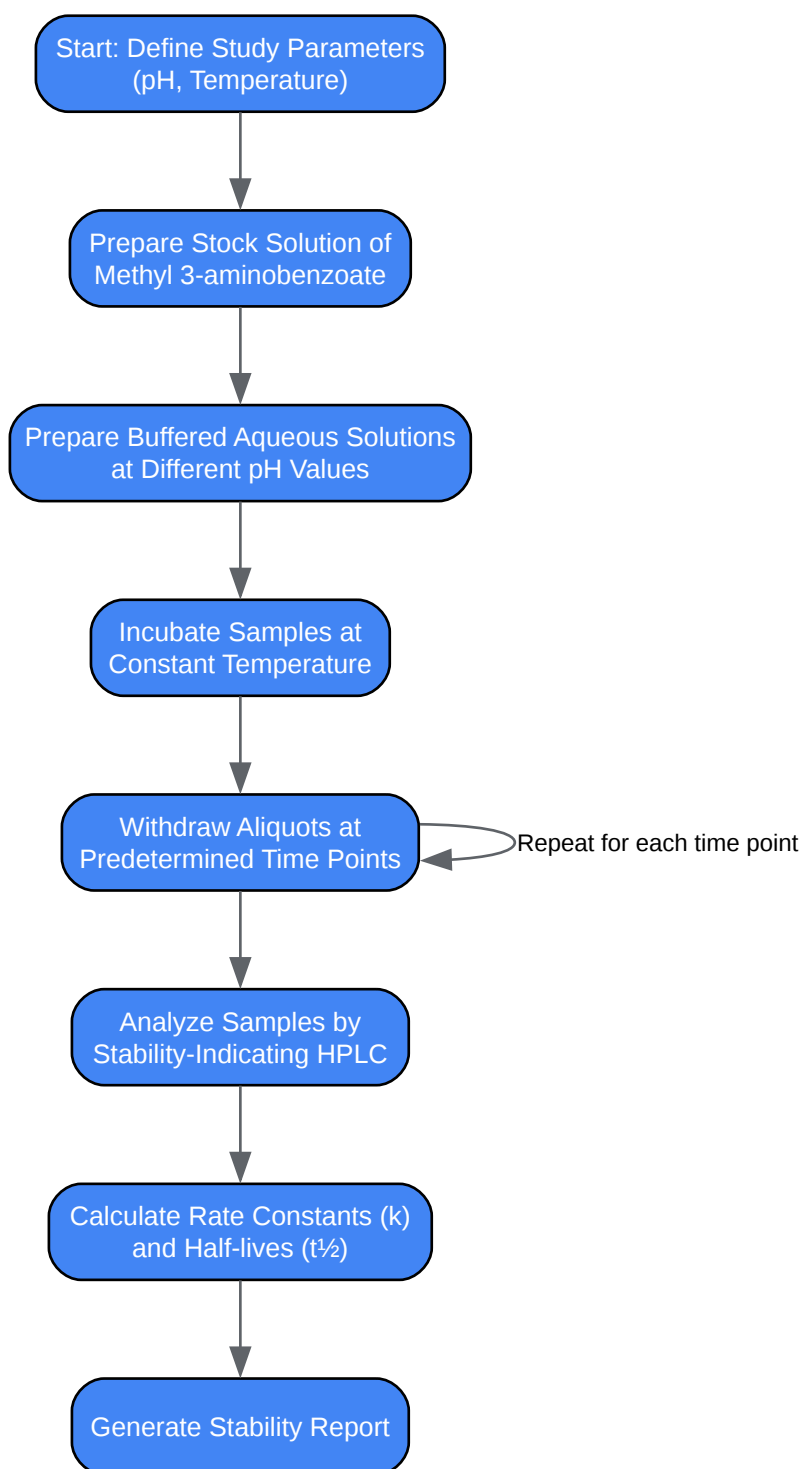 Start: Define Study Parameters
(pH, Temperature)
Prepare Stock Solution of
Methyl 3-aminobenzoate
Prepare Buffered Aqueous Solutions
at Different pH Values
Incubate Samples at
Constant Temperature
Withdraw Aliquots at
Predetermined Time Points
Repeat for each time point
Analyze Samples by
Stability-Indicating HPLC
Calculate Rate Constants (k)
and Half-lives (t½)
Generate Stability Report